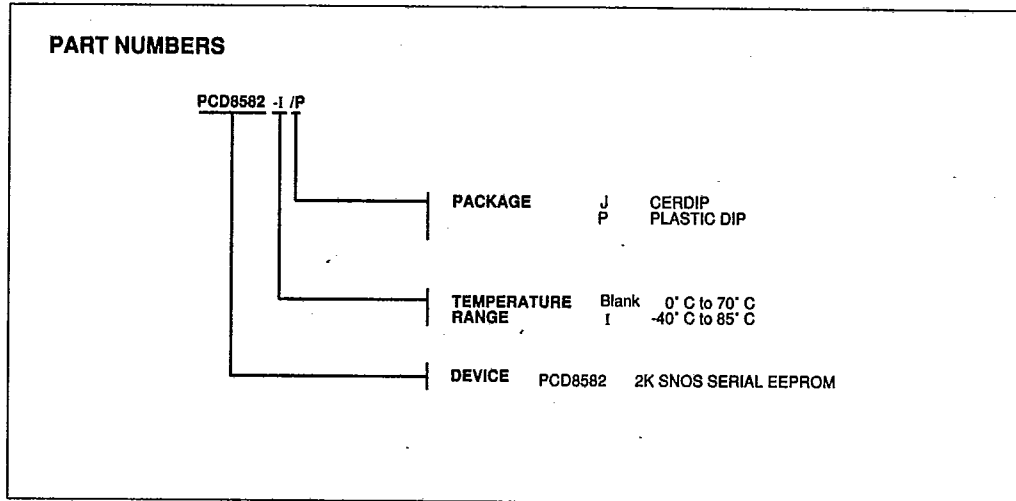 PART NUMBERS
PCD8582 -I /P
PACKAGE J CERDIP
P PLASTIC DIP
TEMPERATURE Blank 0° C to 70° C
RANGE I -40° C to 85° C
DEVICE PCD8582 2K SNOS SERIAL EEPROM